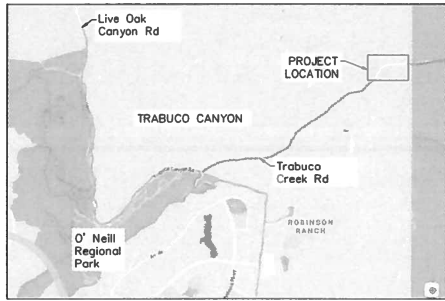 Live Oak
Canyon Rd
PROJECT
LOCATION
TRABUCO CANYON
Trabuco
Creek Rd
ROBINSON
RANCH
O' Neill
Regional
Park